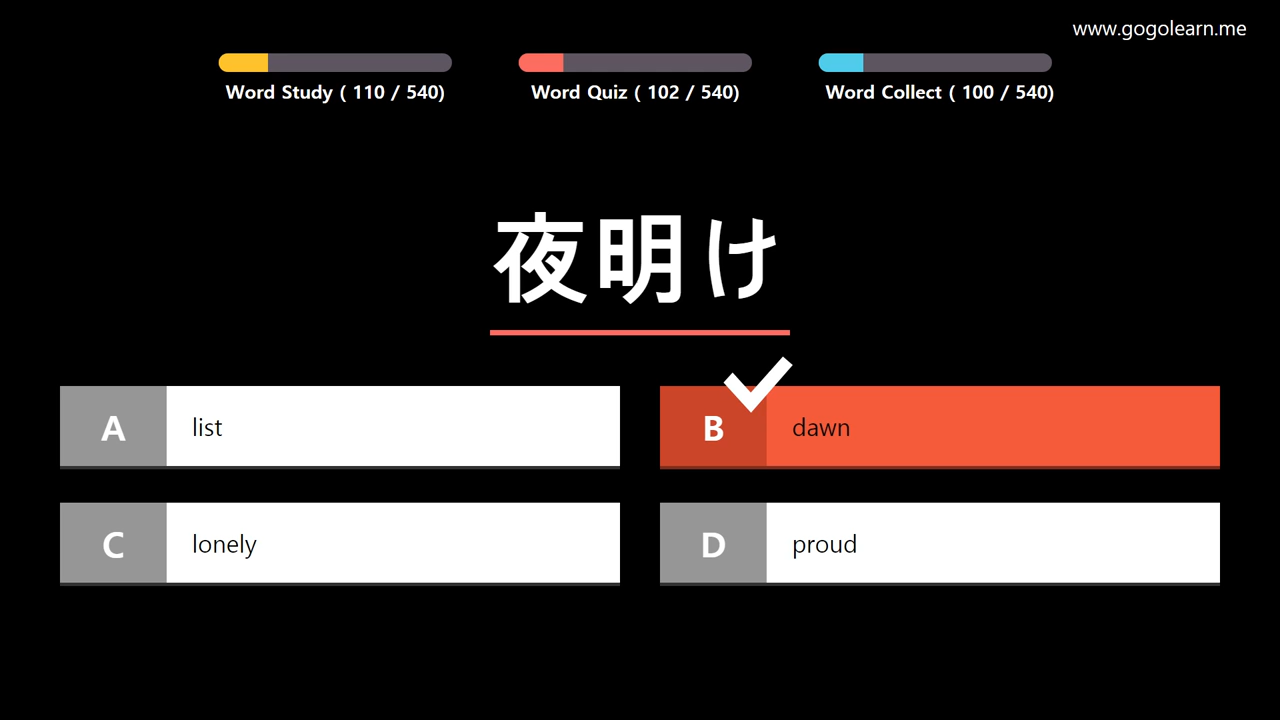 www.gogolearn.me
Word Study ( 110 / 540)
Word Quiz ( 102 / 540)
Word Collect ( 100 / 540)
夜明け
A list
B dawn
C lonely
D proud